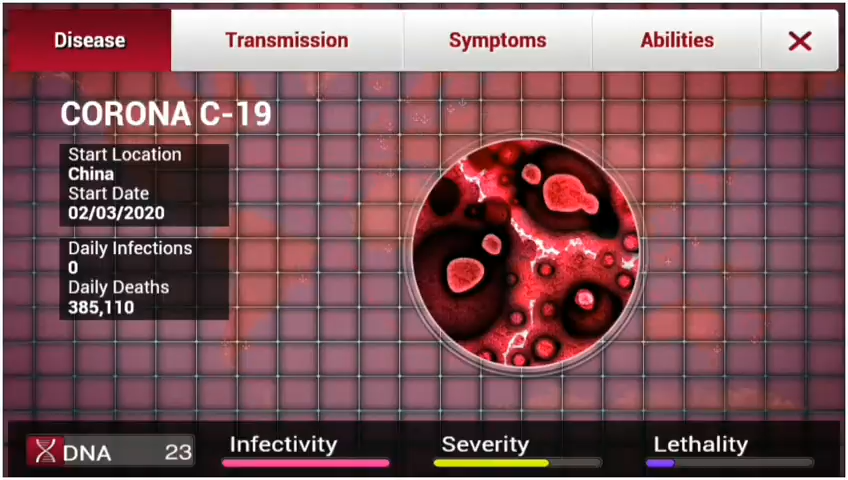 Disease Transmission Symptoms Abilities X
CORONA C-19
Start Location
China
Start Date
02/03/2020
Daily Infections
0
Daily Deaths
385,110
DNA 23 Infectivity Severity Lethality